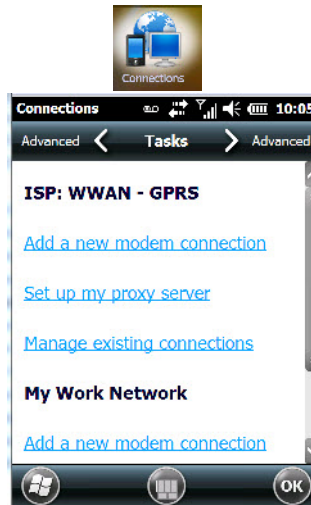 Connections
Connections 10:05
Advanced Tasks Advanced
ISP: WWAN - GPRS
Add a new modem connection
Set up my proxy server
Manage existing connections
My Work Network
Add a new modem connection
OK